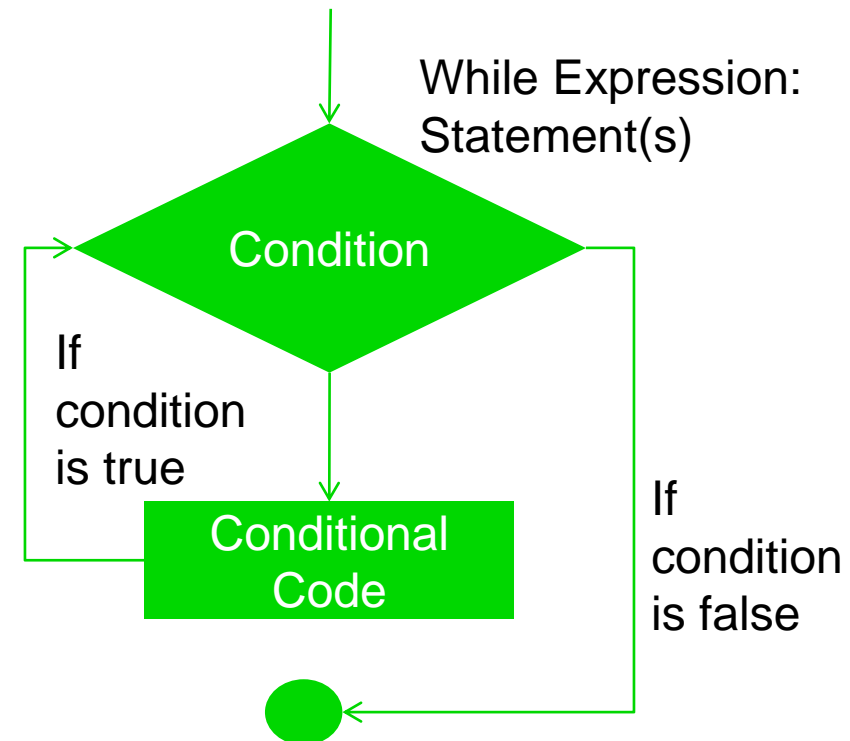 While Expression:
Statement(s)
Condition
If
condition
is true
Conditional
Code
If
condition
is false